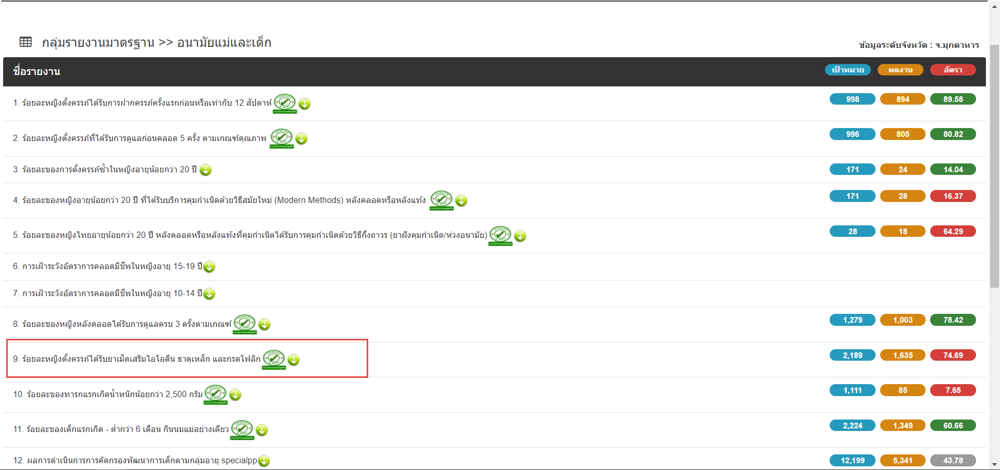 กลุ่มรายงานมาตรฐาน >> อนามัยแม่และเด็ก
ข้อมูลระดับจังหวัด : จ.มุกดาหาร
ชื่อรายงาน เป้าหมาย ผลงาน อัตรา
1. ร้อยละหญิงตั้งครรภ์ได้รับการฝากครรภ์ครั้งแรกก่อนหรือเท่ากับ 12 สัปดาห์ 998 894 89.58
2. ร้อยละหญิงตั้งครรภ์ที่ได้รับการดูแลก่อนคลอด 5 ครั้ง ตามเกณฑ์คุณภาพ 996 805 80.82
3. ร้อยละของการตั้งครรภ์ซ้ำในหญิงอายุน้อยกว่า 20 ปี 171 24 14.04
4. ร้อยละของหญิงอายุน้อยกว่า 20 ปี ที่ได้รับบริการคุมกำเนิดด้วยวิธีสมัยใหม่ (Modern Methods) หลังคลอดหรือหลังแท้ง 171 28 16.37
5. ร้อยละของหญิงไทยอายุน้อยกว่า 20 ปี หลังคลอดหรือหลังแท้งที่คุมกำเนิดได้รับการคุมกำเนิดด้วยวิธีกึ่งถาวร (ยาฝังคุมกำเนิด/ห่วงอนามัย) 28 18 64.29
6. การเฝ้าระวังอัตราการคลอดมีชีพในหญิงอายุ 15-19 ปี
7. การเฝ้าระวังอัตราการคลอดมีชีพในหญิงอายุ 10-14 ปี
8. ร้อยละของหญิงหลังคลอดได้รับการดูแลครบ 3 ครั้งตามเกณฑ์ 1,279 1,003 78.42
9. ร้อยละหญิงตั้งครรภ์ได้รับยาเม็ดเสริมไอโอดีน ธาตุเหล็ก และกรดโฟลิก 2,189 1,635 74.69
10. ร้อยละของทารกแรกเกิดน้ำหนักน้อยกว่า 2,500 กรัม 1,111 85 7.65
11. ร้อยละของเด็กแรกเกิด - ต่ำกว่า 6 เดือน กินนมแม่อย่างเดียว 2,224 1,349 60.66
12. ผลการดำเนินการการคัดกรองพัฒนาการเด็กตามกลุ่มอายุ specialpp 12,199 5,341 43.78